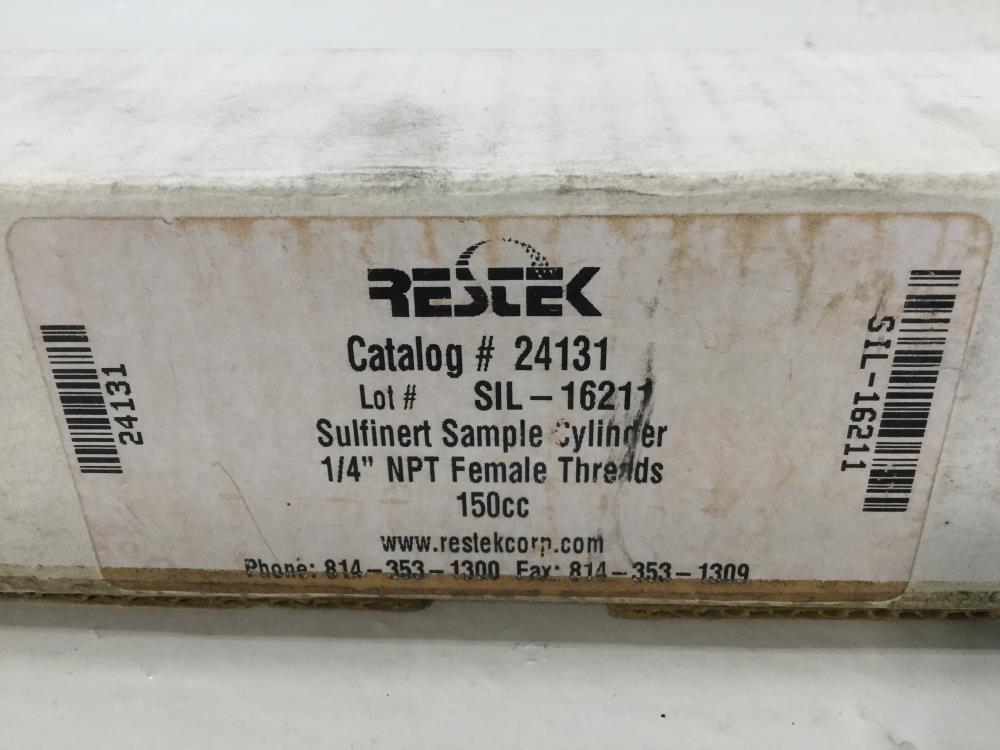 RESTEK
Catalog # 24131
Lot # SIL-16211
Sulfinert Sample Cylinder
1/4" NPT Female Threads
150cc
www.restekcorp.com
Phone: 814-353-1300 Fax: 814-353-1309
24131
SIL-16211